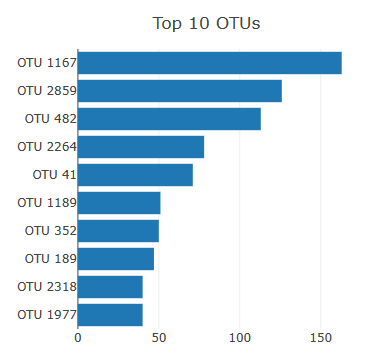 Top 10 OTUs
OTU 1167
OTU 2859
OTU 482
OTU 2264
OTU 41
OTU 1189
OTU 352
OTU 189
OTU 2318
OTU 1977
0 50 100 150